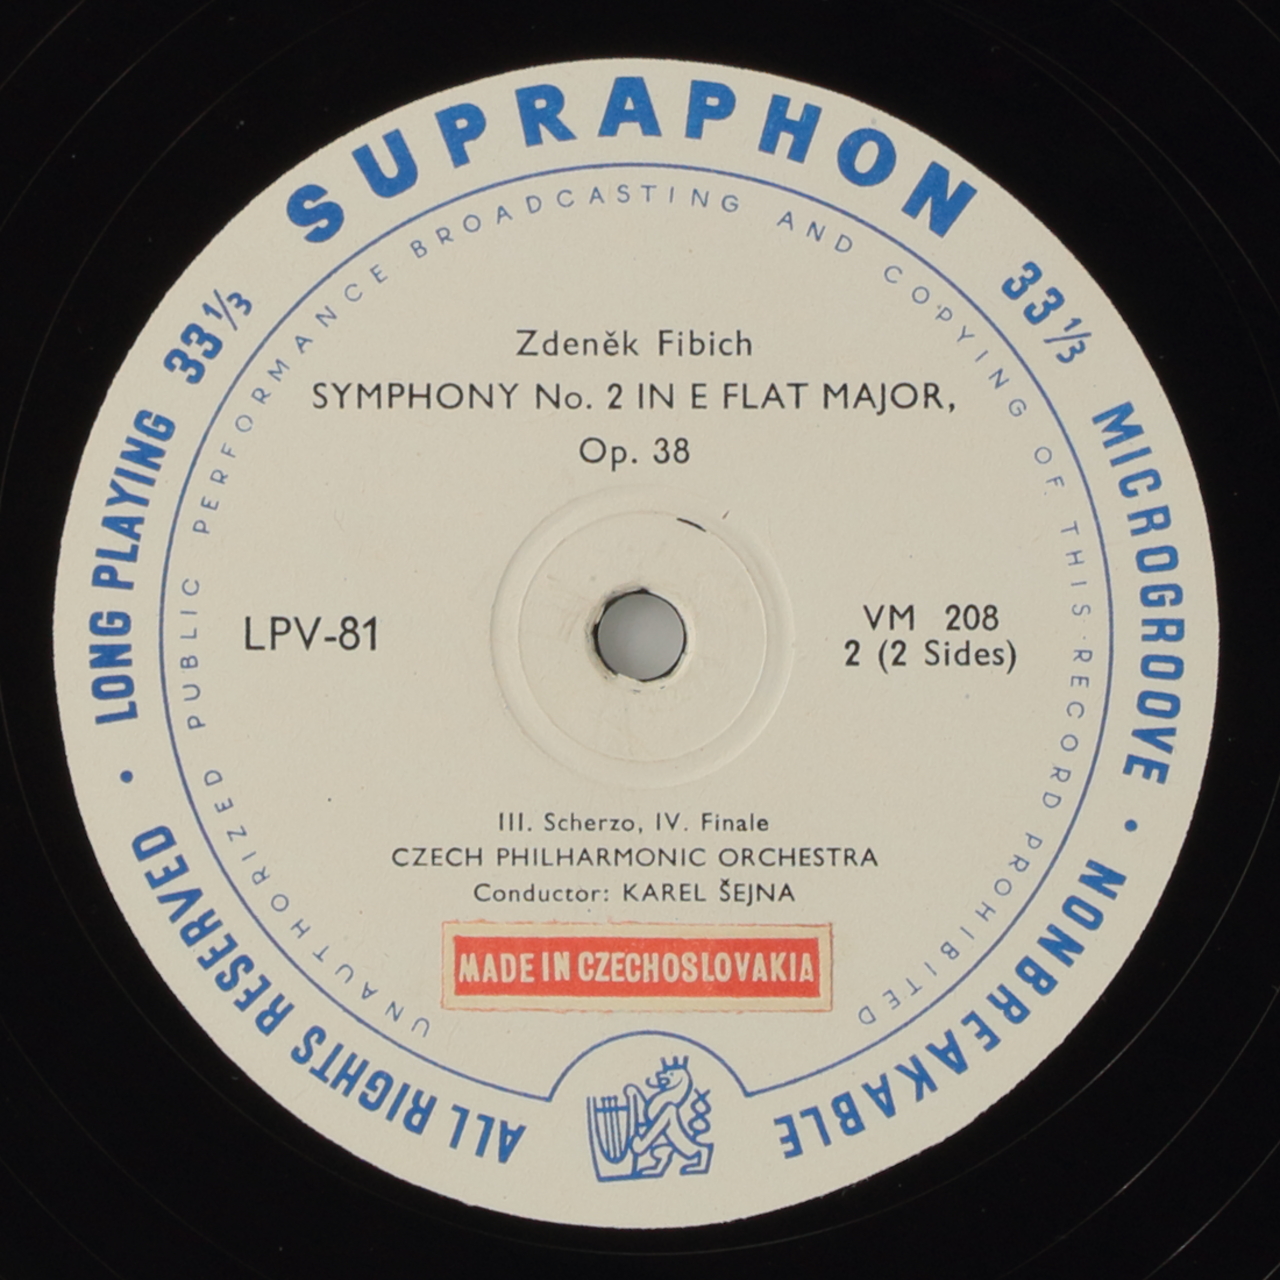 SUPRAPHON
33⅓ MICROGROOVE • NONBREAKABLE
ALL RIGHTS RESERVED • LONG PLAYING 33⅓
UNAUTHORIZED PUBLIC PERFORMANCE BROADCASTING AND COPYING OF THIS RECORD PROHIBITED
Zdeněk Fibich
SYMPHONY No. 2 IN E FLAT MAJOR,
Op. 38
LPV-81
VM 208
2 (2 Sides)
III. Scherzo, IV. Finale
CZECH PHILHARMONIC ORCHESTRA
Conductor: KAREL ŠEJNA
MADE IN CZECHOSLOVAKIA